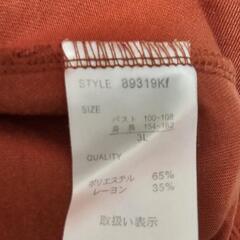 STYLE 89319Kf
SIZE
バスト 100-108
身長 154-162
3L
QUALITY
ポリエステル 65%
レーヨン 35%
取扱い表示